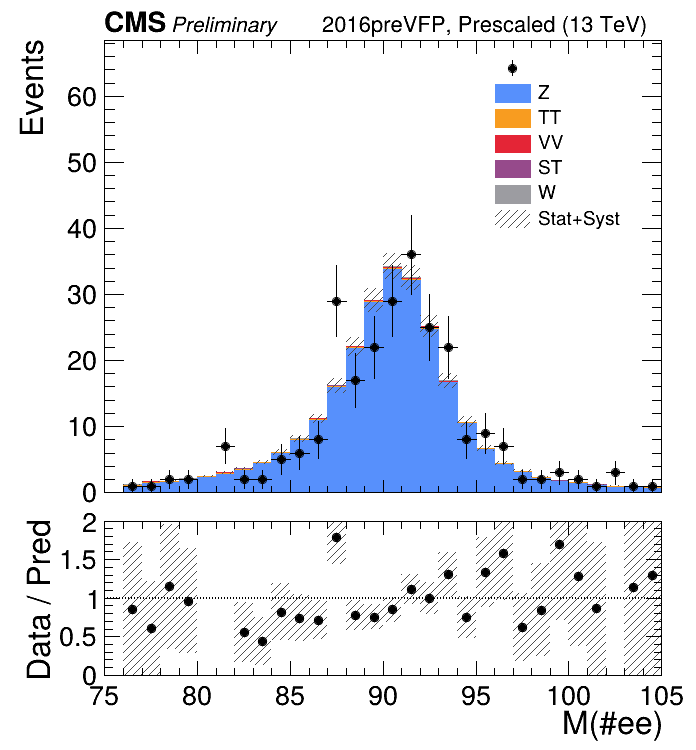 CMS Preliminary 2016preVFP, Prescaled (13 TeV)
Events
60
50
40
30
20
10
0
Z
TT
VV
ST
W
Stat+Syst
Data / Pred
2
1.5
1
0.5
0
75 80 85 90 95 100 105
M(#ee)